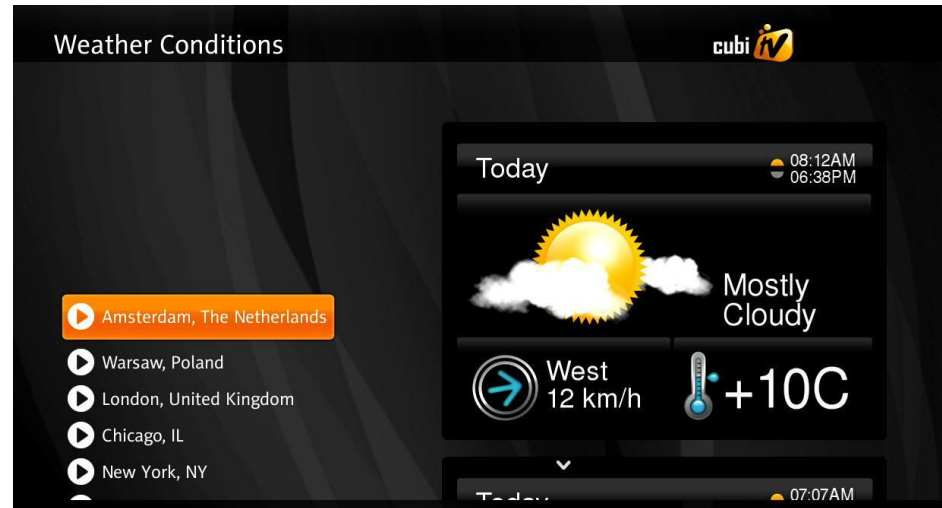 Weather Conditions
cubi tv
Today
08:12AM
06:38PM
Mostly
Cloudy
West
12 km/h
+10C
Amsterdam, The Netherlands
Warsaw, Poland
London, United Kingdom
Chicago, IL
New York, NY
Today
07:07AM